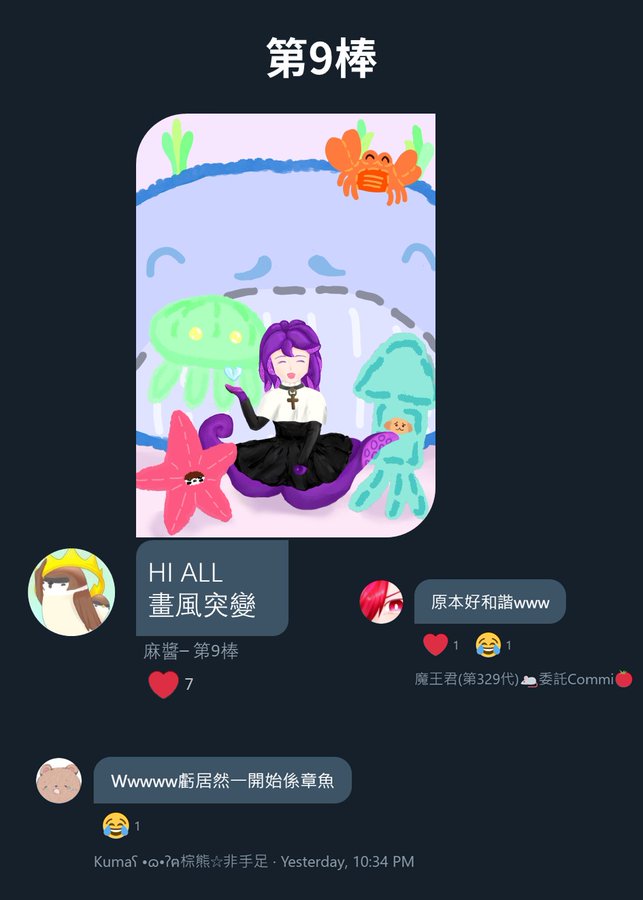 第9棒
HI ALL
畫風突變
麻醬– 第9棒
7
原本好和諧www
1
1
魔王君(第329代)🐁委託Commi🍅
Wwwww虧居然一開始係章魚
1
Kumaʕ •ɷ•ʔฅ棕熊☆非手足 · Yesterday, 10:34 PM